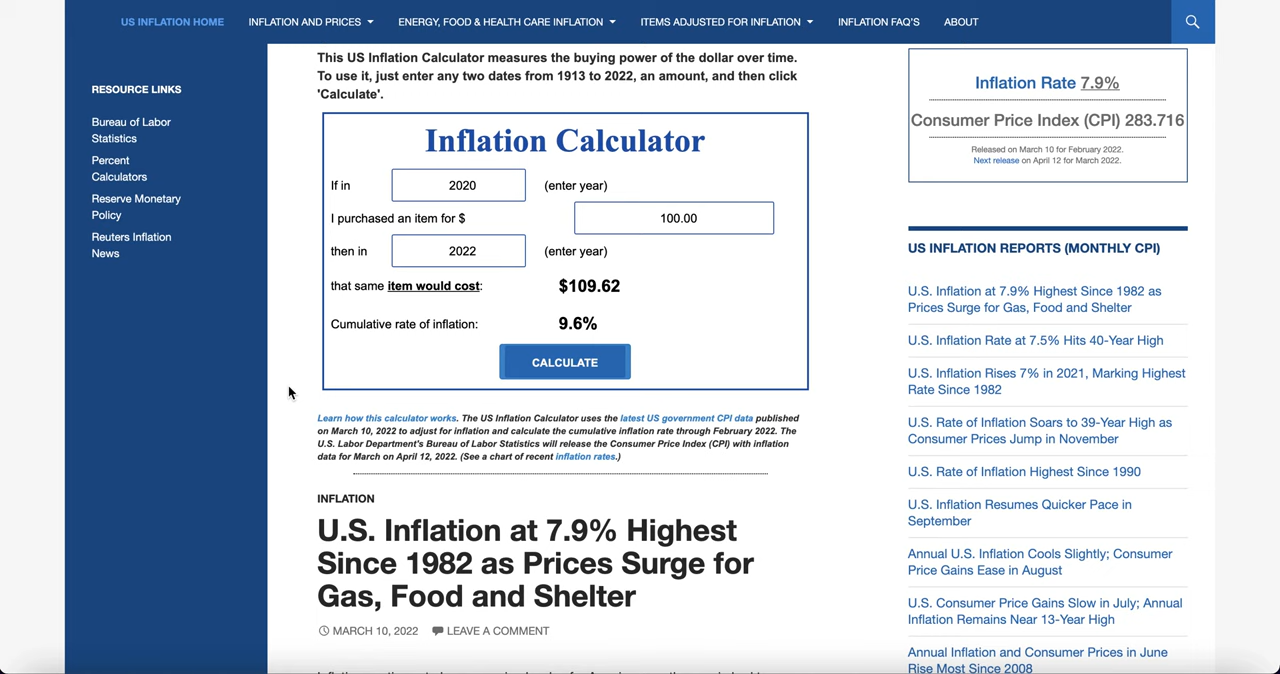 US INFLATION HOME INFLATION AND PRICES ENERGY, FOOD & HEALTH CARE INFLATION ITEMS ADJUSTED FOR INFLATION INFLATION FAQ'S ABOUT
RESOURCE LINKS
Bureau of Labor
Statistics
Percent
Calculators
Reserve Monetary
Policy
Reuters Inflation
News
This US Inflation Calculator measures the buying power of the dollar over time.
To use it, just enter any two dates from 1913 to 2022, an amount, and then click
'Calculate'.
Inflation Calculator
If in 2020 (enter year)
I purchased an item for $ 100.00
then in 2022 (enter year)
that same item would cost: $109.62
Cumulative rate of inflation: 9.6%
CALCULATE
Learn how this calculator works. The US Inflation Calculator uses the latest US government CPI data published
on March 10, 2022 to adjust for inflation and calculate the cumulative inflation rate through February 2022. The
U.S. Labor Department's Bureau of Labor Statistics will release the Consumer Price Index (CPI) with inflation
data for March on April 12, 2022. (See a chart of recent inflation rates.)
INFLATION
U.S. Inflation at 7.9% Highest
Since 1982 as Prices Surge for
Gas, Food and Shelter
MARCH 10, 2022 LEAVE A COMMENT
Inflation Rate 7.9%
Consumer Price Index (CPI) 283.716
Released on March 10 for February 2022.
Next release on April 12 for March 2022.
US INFLATION REPORTS (MONTHLY CPI)
U.S. Inflation at 7.9% Highest Since 1982 as
Prices Surge for Gas, Food and Shelter
U.S. Inflation Rate at 7.5% Hits 40-Year High
U.S. Inflation Rises 7% in 2021, Marking Highest
Rate Since 1982
U.S. Rate of Inflation Soars to 39-Year High as
Consumer Prices Jump in November
U.S. Rate of Inflation Highest Since 1990
U.S. Inflation Resumes Quicker Pace in
September
Annual U.S. Inflation Cools Slightly; Consumer
Price Gains Ease in August
U.S. Consumer Price Gains Slow in July; Annual
Inflation Remains Near 13-Year High
Annual Inflation and Consumer Prices in June
Rise Most Since 2008